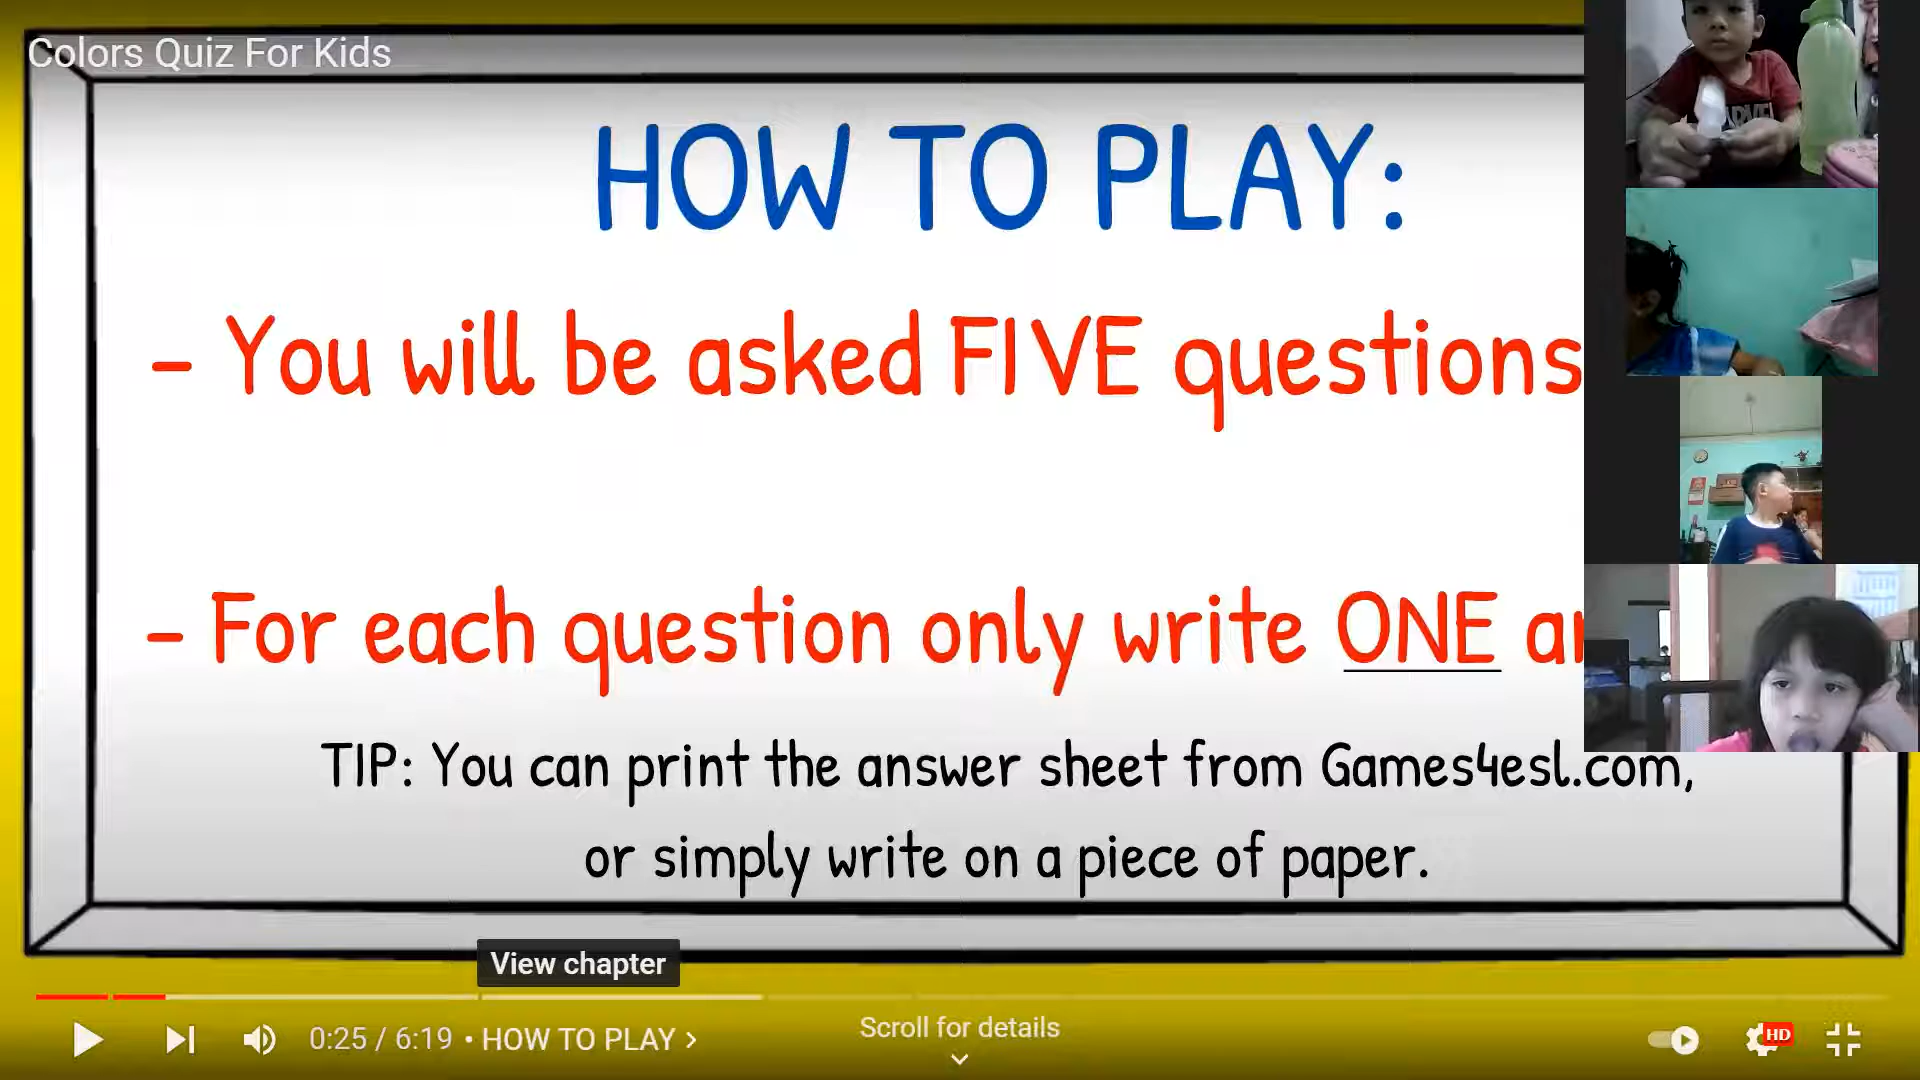 Colors Quiz For Kids
HOW TO PLAY:
- You will be asked FIVE questions
- For each question only write ONE
TIP: You can print the answer sheet from Games4esl.com,
or simply write on a piece of paper.
View chapter
0:25 / 6:19 • HOW TO PLAY >
Scroll for details
HD